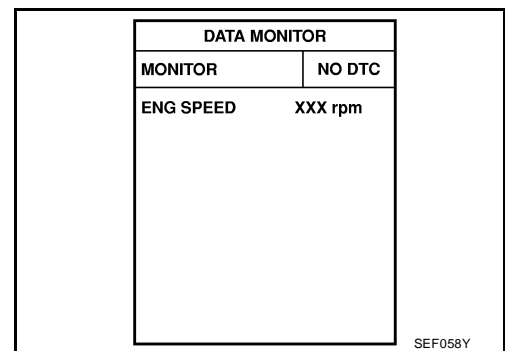 DATA MONITOR
MONITOR NO DTC
ENG SPEED XXX rpm
SEF058Y